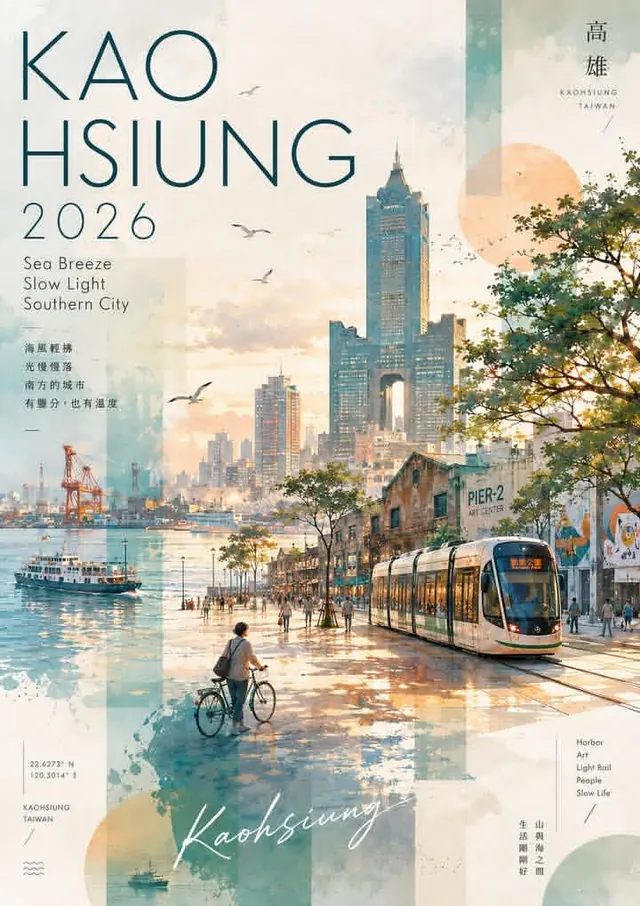 KAO
HSIUNG
2026
Sea Breeze
Slow Light
Southern City
海風輕拂
光慢慢落
南方的城市
有鹽分，也有溫度
高雄
KAOHSIUNG
TAIWAN
PIER-2
ART CENTER
22.6273° N
120.3014° E
KAOHSIUNG
TAIWAN
Kaohsiung
Harbor
Art
Light Rail
People
Slow Life
山與海之間
生活剛剛好